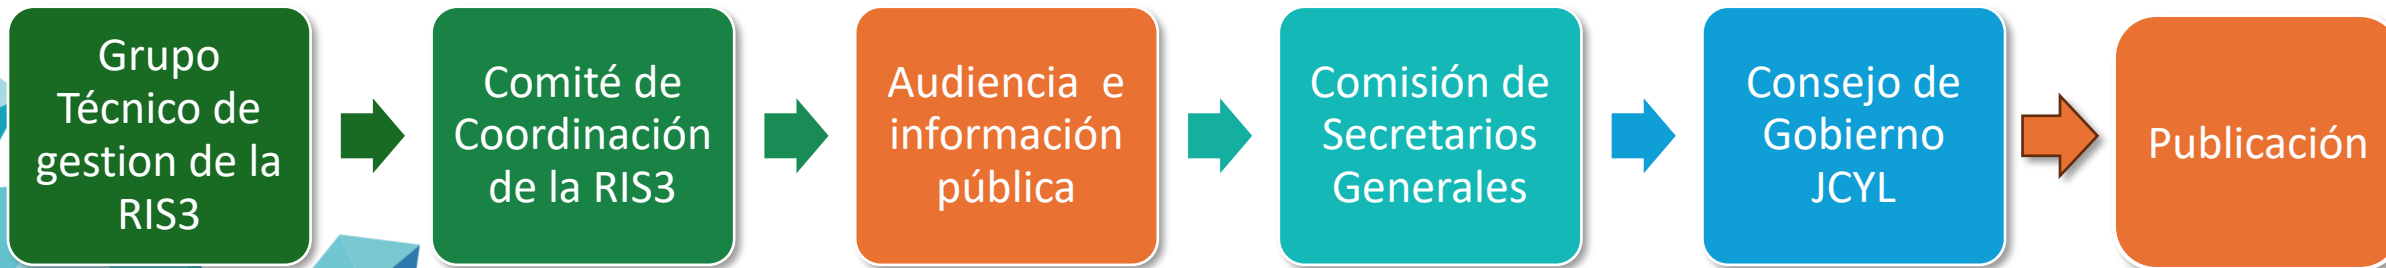 Grupo
Técnico de
gestion de la
RIS3
Comité de
Coordinación
de la RIS3
Audiencia  e
información
pública
Comisión de
Secretarios
Generales
Consejo de
Gobierno
JCYL
Publicación